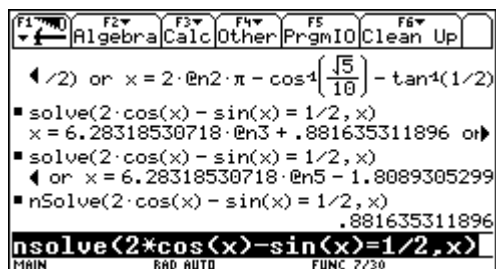 F1 F2 F3 F4 F5 F6
Algebra Calc Other PrgmIO Clean Up
◀ /2) or x = 2·@n2·π − cos⁻¹(√5/10) − tan⁻¹(1/2)
■ solve(2·cos(x) − sin(x) = 1/2, x)
x = 6.28318530718·@n3 + .881635311896 or▶
■ solve(2·cos(x) − sin(x) = 1/2, x)
◀ or x = 6.28318530718·@n5 − 1.8089305299
■ nSolve(2·cos(x) − sin(x) = 1/2, x)
.881635311896
nsolve(2*cos(x)-sin(x)=1/2,x)
MAIN RAD AUTO FUNC 7/30